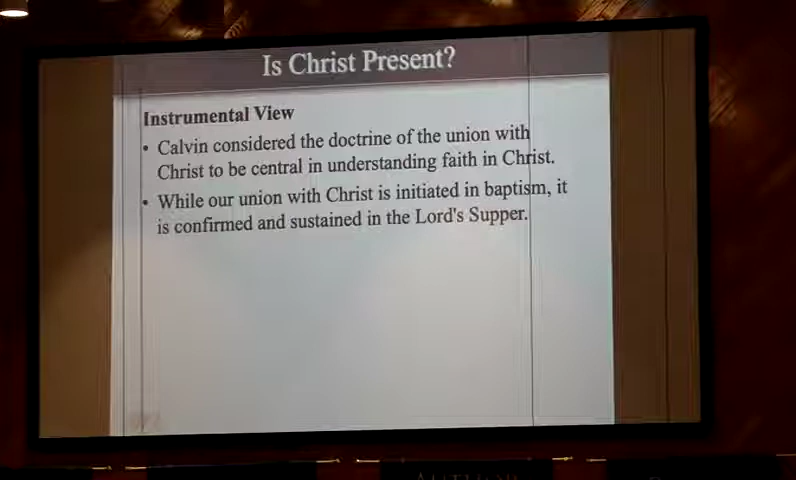 Is Christ Present?
Instrumental View
• Calvin considered the doctrine of the union with
Christ to be central in understanding faith in Christ.
• While our union with Christ is initiated in baptism, it
is confirmed and sustained in the Lord's Supper.